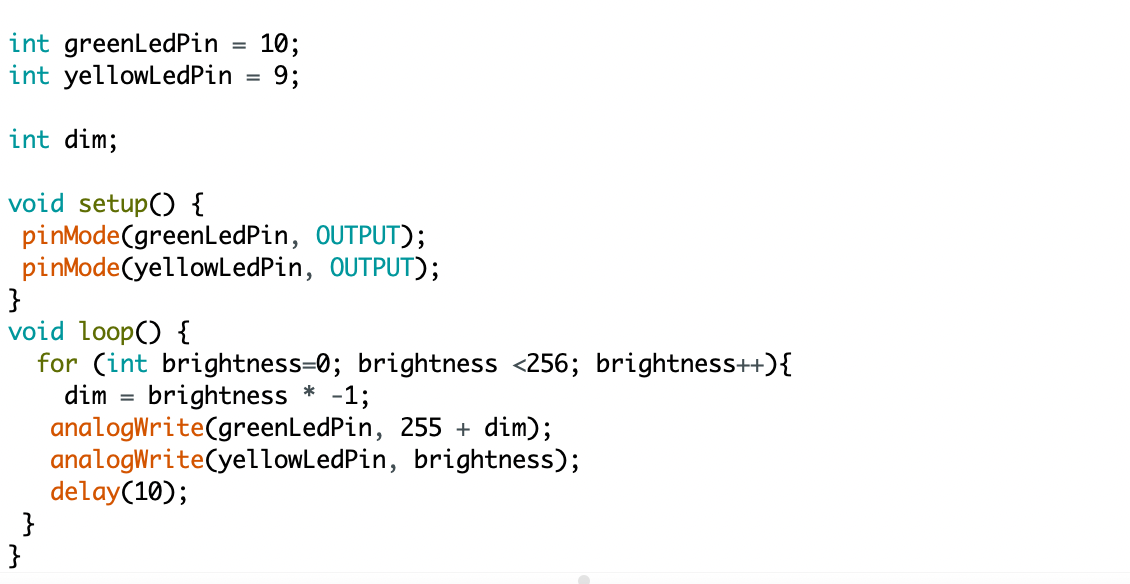 int greenLedPin = 10;
int yellowLedPin = 9;
int dim;
void setup() {
pinMode(greenLedPin, OUTPUT);
pinMode(yellowLedPin, OUTPUT);
}
void loop() {
for (int brightness=0; brightness <256; brightness++){
dim = brightness * -1;
analogWrite(greenLedPin, 255 + dim);
analogWrite(yellowLedPin, brightness);
delay(10);
}
}